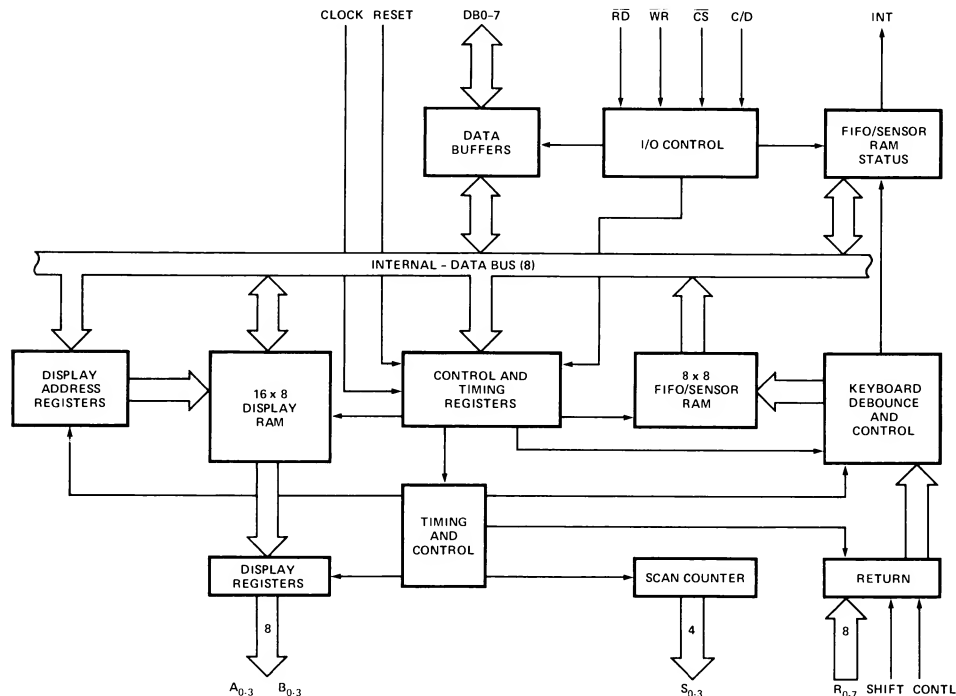 CLOCK RESET DB0-7 R̅D̅ W̅R̅ C̅S̅ C/D INT
DATA
BUFFERS
I/O CONTROL
FIFO/SENSOR
RAM
STATUS
INTERNAL - DATA BUS (8)
DISPLAY
ADDRESS
REGISTERS
16 x 8
DISPLAY
RAM
CONTROL AND
TIMING
REGISTERS
8 x 8
FIFO/SENSOR
RAM
KEYBOARD
DEBOUNCE
AND
CONTROL
TIMING
AND
CONTROL
DISPLAY
REGISTERS
SCAN COUNTER
RETURN
8
4
8
A0-3 B0-3
S0-3
R0-7 SHIFT CONTL